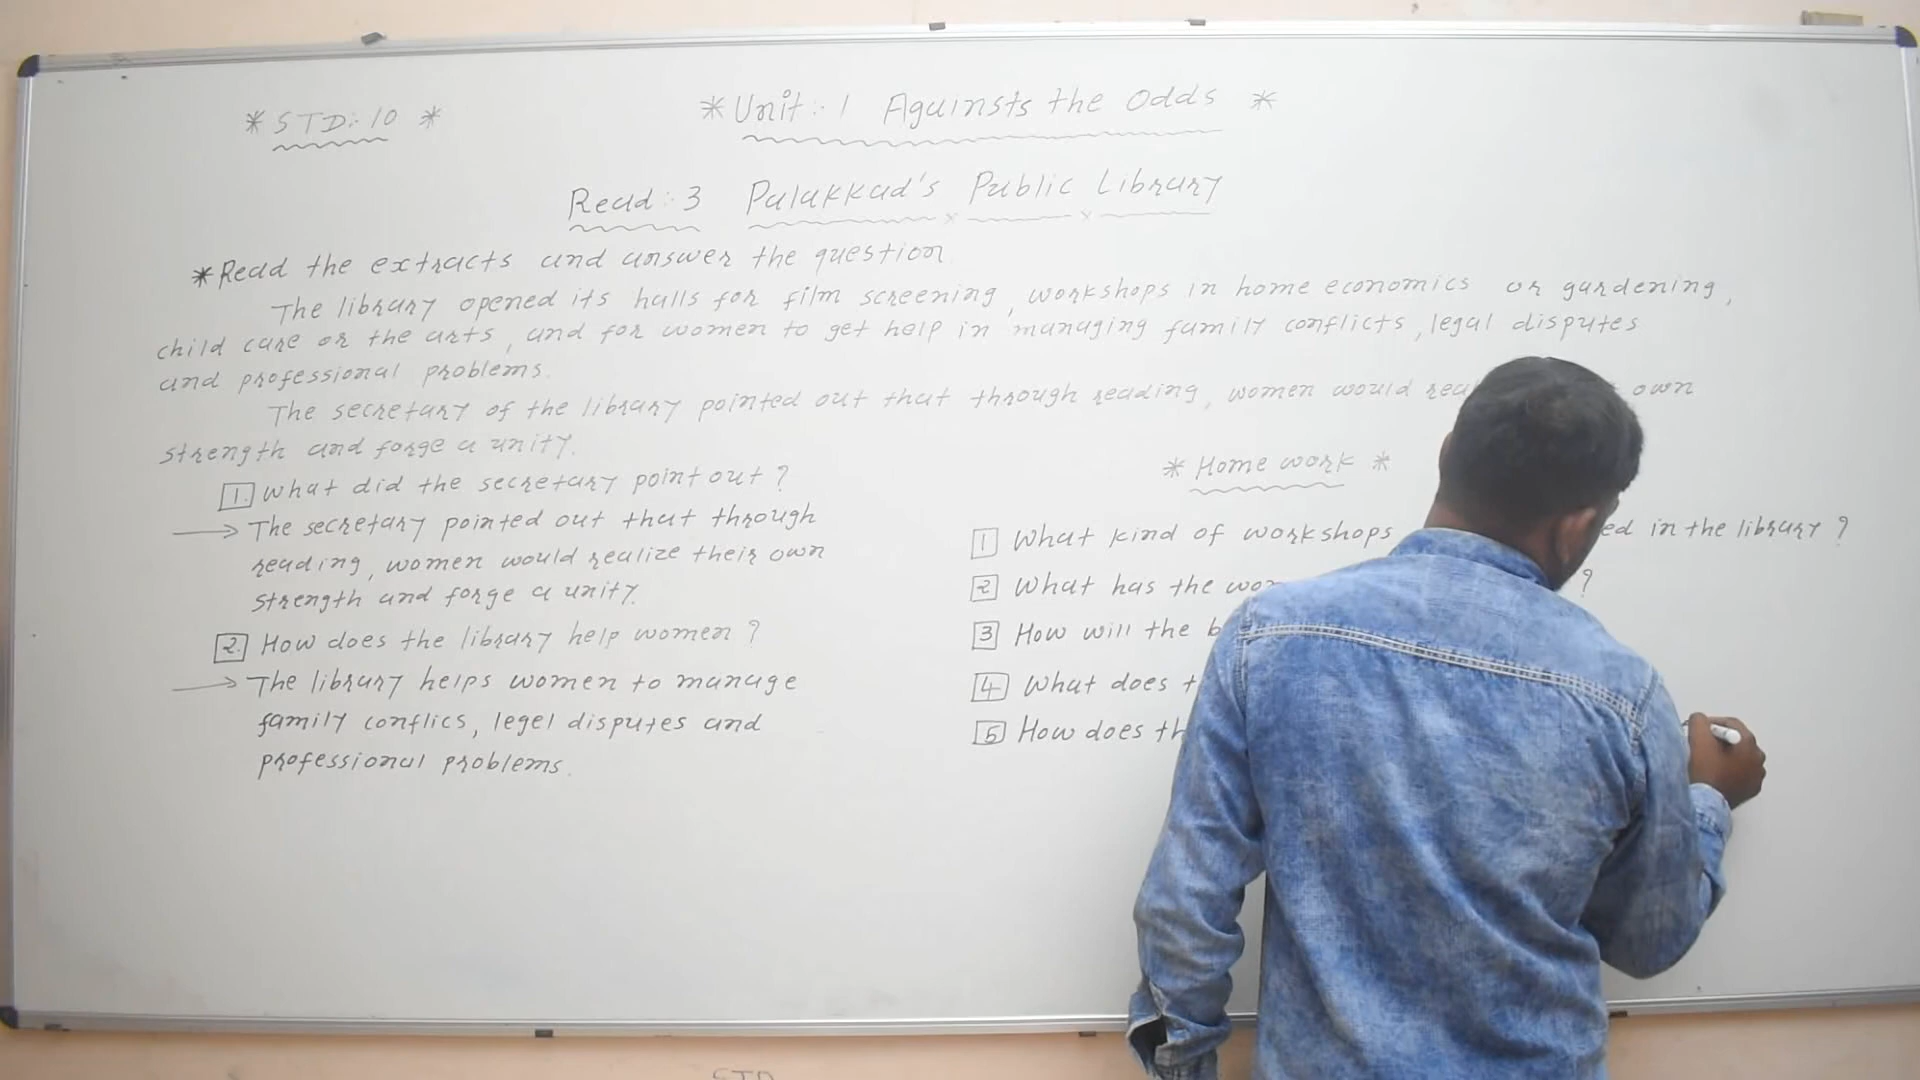 * STD:- 10 *
* Unit:- 1 Againsts the Odds *
Read : 3 Palakkad's Public Library
* Read the extracts and answer the question
The library opened its halls for film screening, workshops in home economics or gardening,
child care or the arts, and for women to get help in managing family conflicts, legal disputes
and professional problems.
The secretary of the library pointed out that through reading, women would own
strength and forge a unity.
1. What did the secretary point out ?
→ The secretary pointed out that through
reading, women would realize their own
strength and forge a unity.
2. How does the library help women ?
→ The library helps women to manage
family conflics, legel disputes and
professional problems.
* Home work *
1 What kind of workshops in the library ?
2 What has the ?
3 How will the
4 What does
5 How does
STD